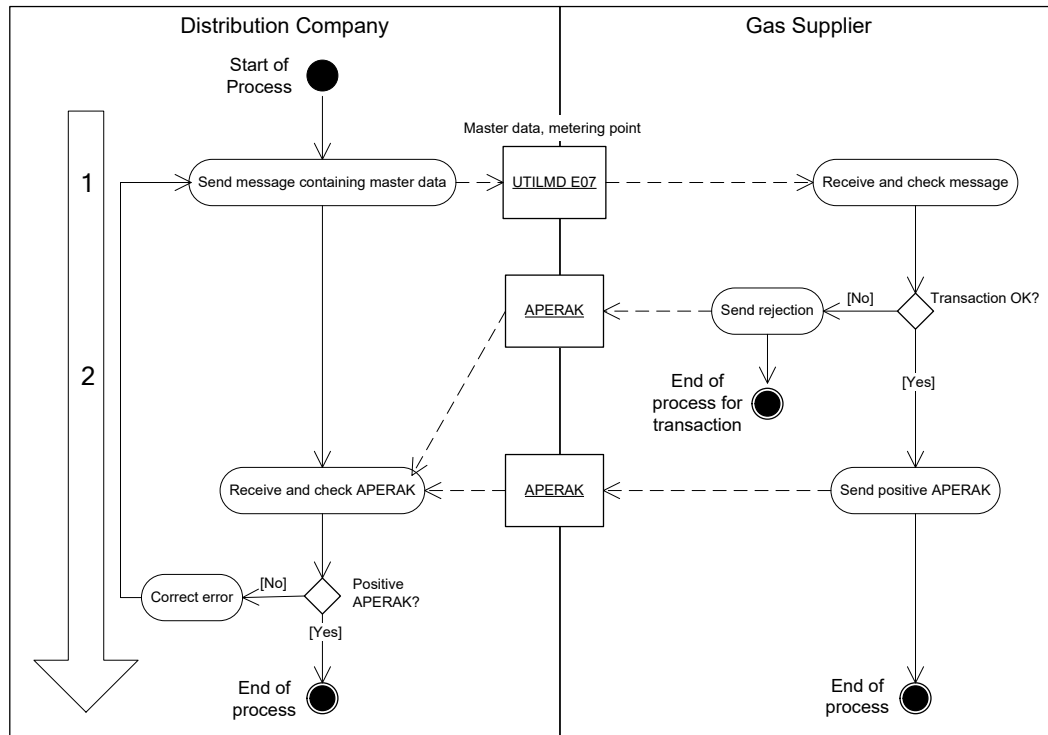 Distribution Company
Gas Supplier
Start of
Process
Master data, metering point
1
Send message containing master data
UTILMD E07
Receive and check message
APERAK
Send rejection
[No]
Transaction OK?
2
[Yes]
End of
process for
transaction
Receive and check APERAK
APERAK
Send positive APERAK
Correct error
[No]
Positive
APERAK?
[Yes]
End of
process
End of
process